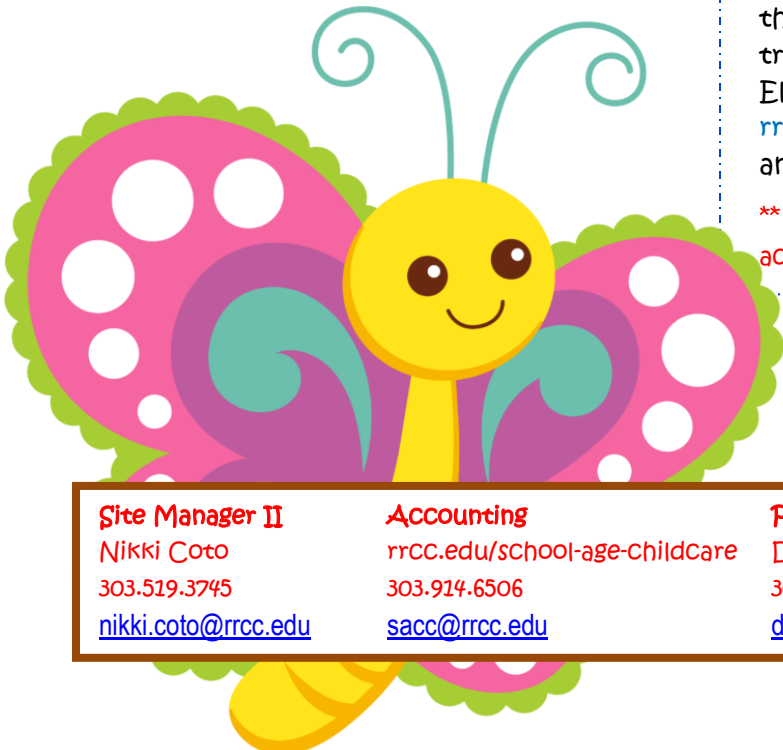 Site Manager II
Nikki Coto
303.519.3745
nikki.coto@rrcc.edu
Accounting
rrcc.edu/school-age-childcare
303.914.6506
sacc@rrcc.edu
**